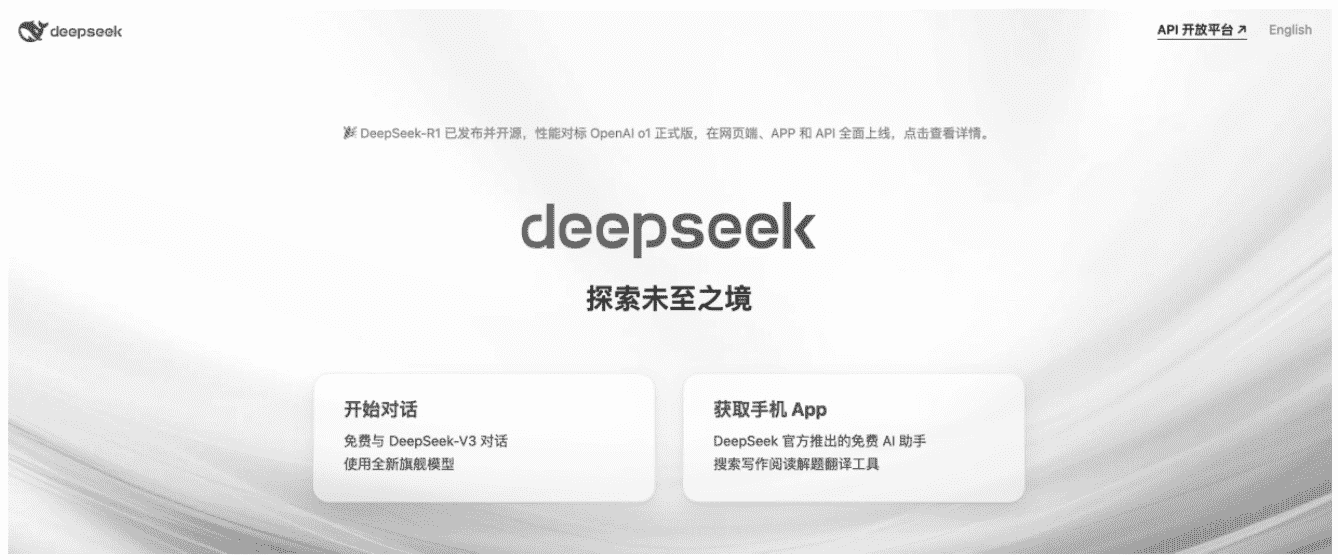 deepseek
API 开放平台 ↗
English
🎉 DeepSeek-R1 已发布并开源，性能对标 OpenAI o1 正式版，在网页端、APP 和 API 全面上线，点击查看详情。
deepseek
探索未至之境
开始对话
免费与 DeepSeek-V3 对话
使用全新旗舰模型
获取手机 App
DeepSeek 官方推出的免费 AI 助手
搜索写作阅读解题翻译工具